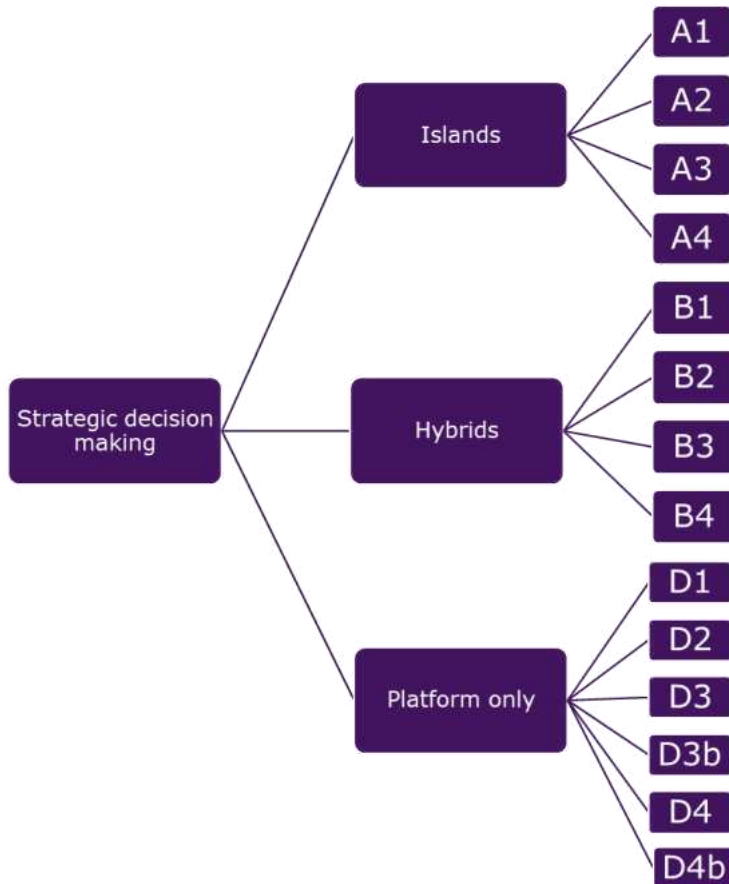 Strategic decision
making
Islands
A1
A2
A3
A4
Hybrids
B1
B2
B3
B4
Platform only
D1
D2
D3
D3b
D4
D4b